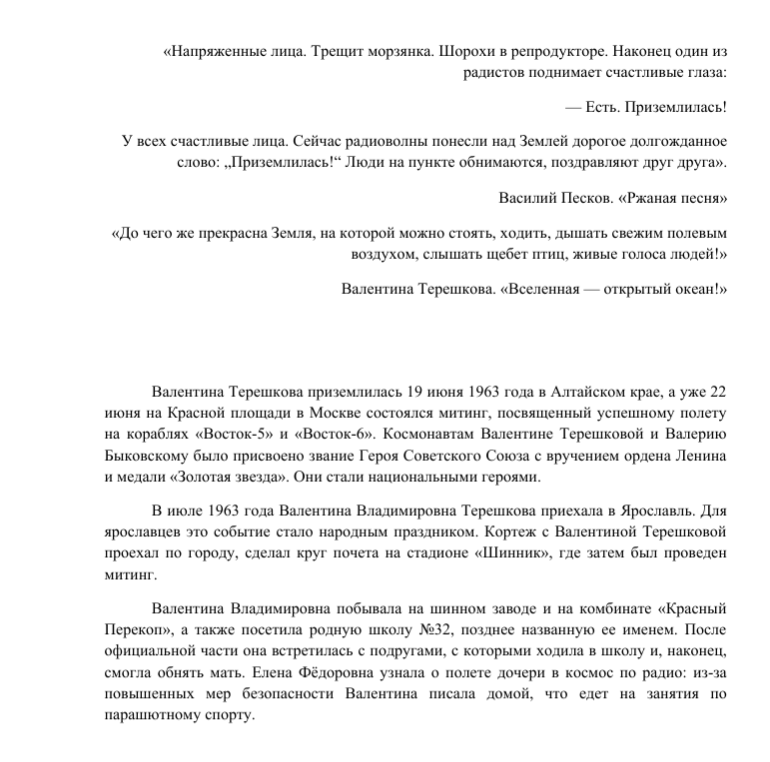 «Напряженные лица. Трещит морзянка. Шорохи в репродукторе. Наконец один из
радистов поднимает счастливые глаза:
— Есть. Приземлилась!
У всех счастливые лица. Сейчас радиоволны понесли над Землей дорогое долгожданное
слово: „Приземлилась!“ Люди на пункте обнимаются, поздравляют друг друга».
Василий Песков. «Ржаная песня»
«До чего же прекрасна Земля, на которой можно стоять, ходить, дышать свежим полевым
воздухом, слышать щебет птиц, живые голоса людей!»
Валентина Терешкова. «Вселенная — открытый океан!»
Валентина Терешкова приземлилась 19 июня 1963 года в Алтайском крае, а уже 22
июня на Красной площади в Москве состоялся митинг, посвященный успешному полету
на кораблях «Восток-5» и «Восток-6». Космонавтам Валентине Терешковой и Валерию
Быковскому было присвоено звание Героя Советского Союза с вручением ордена Ленина
и медали «Золотая звезда». Они стали национальными героями.
В июле 1963 года Валентина Владимировна Терешкова приехала в Ярославль. Для
ярославцев это событие стало народным праздником. Кортеж с Валентиной Терешковой
проехал по городу, сделал круг почета на стадионе «Шинник», где затем был проведен
митинг.
Валентина Владимировна побывала на шинном заводе и на комбинате «Красный
Перекоп», а также посетила родную школу №32, позднее названную ее именем. После
официальной части она встретилась с подругами, с которыми ходила в школу и, наконец,
смогла обнять мать. Елена Фёдоровна узнала о полете дочери в космос по радио: из-за
повышенных мер безопасности Валентина писала домой, что едет на занятия по
парашютному спорту.